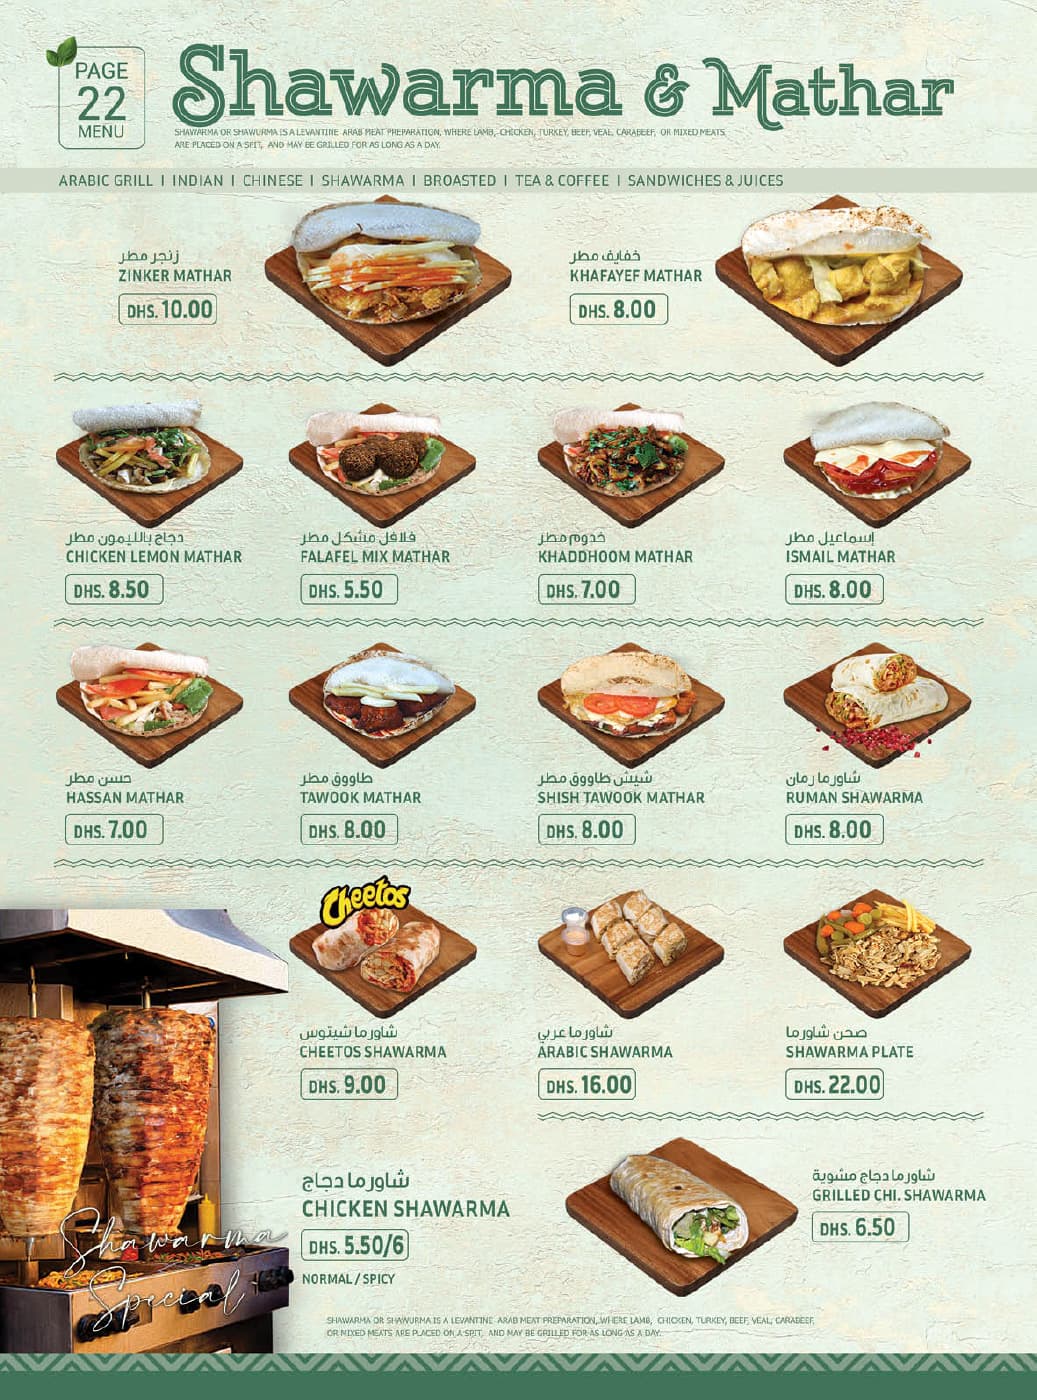 PAGE
22
MENU
Shawarma & Mathar
SHAWARMA OR SHAWURMA IS A LEVANTINE ARAB MEAT PREPARATION, WHERE LAMB, CHICKEN, TURKEY, BEEF, VEAL, CARABEEF, OR MIXED MEATS
ARE PLACED ON A SPIT, AND MAY BE GRILLED FOR AS LONG AS A DAY.
ARABIC GRILL I INDIAN I CHINESE I SHAWARMA I BROASTED I TEA & COFFEE I SANDWICHES & JUICES
زنجر مطر
ZINKER MATHAR
DHS. 10.00
خفايف مطر
KHAFAYEF MATHAR
DHS. 8.00
دجاج بالليمون مطر
CHICKEN LEMON MATHAR
DHS. 8.50
فلافل مشكل مطر
FALAFEL MIX MATHAR
DHS. 5.50
خدوم مطر
KHADDHOOM MATHAR
DHS. 7.00
إسماعيل مطر
ISMAIL MATHAR
DHS. 8.00
حسن مطر
HASSAN MATHAR
DHS. 7.00
طاووق مطر
TAWOOK MATHAR
DHS. 8.00
شيش طاووق مطر
SHISH TAWOOK MATHAR
DHS. 8.00
شاورما رمان
RUMAN SHAWARMA
DHS. 8.00
Cheetos
شاورما شيتوس
CHEETOS SHAWARMA
DHS. 9.00
شاورما عربي
ARABIC SHAWARMA
DHS. 16.00
صحن شاورما
SHAWARMA PLATE
DHS. 22.00
Shawarma
Special
شاورما دجاج
CHICKEN SHAWARMA
DHS. 5.50/6
NORMAL / SPICY
شاورما دجاج مشوية
GRILLED CHI. SHAWARMA
DHS. 6.50
SHAWARMA OR SHAWURMA IS A LEVANTINE ARAB MEAT PREPARATION, WHERE LAMB, CHICKEN, TURKEY, BEEF, VEAL, CARABEEF,
OR MIXED MEATS ARE PLACED ON A SPIT, AND MAY BE GRILLED FOR AS LONG AS A DAY.